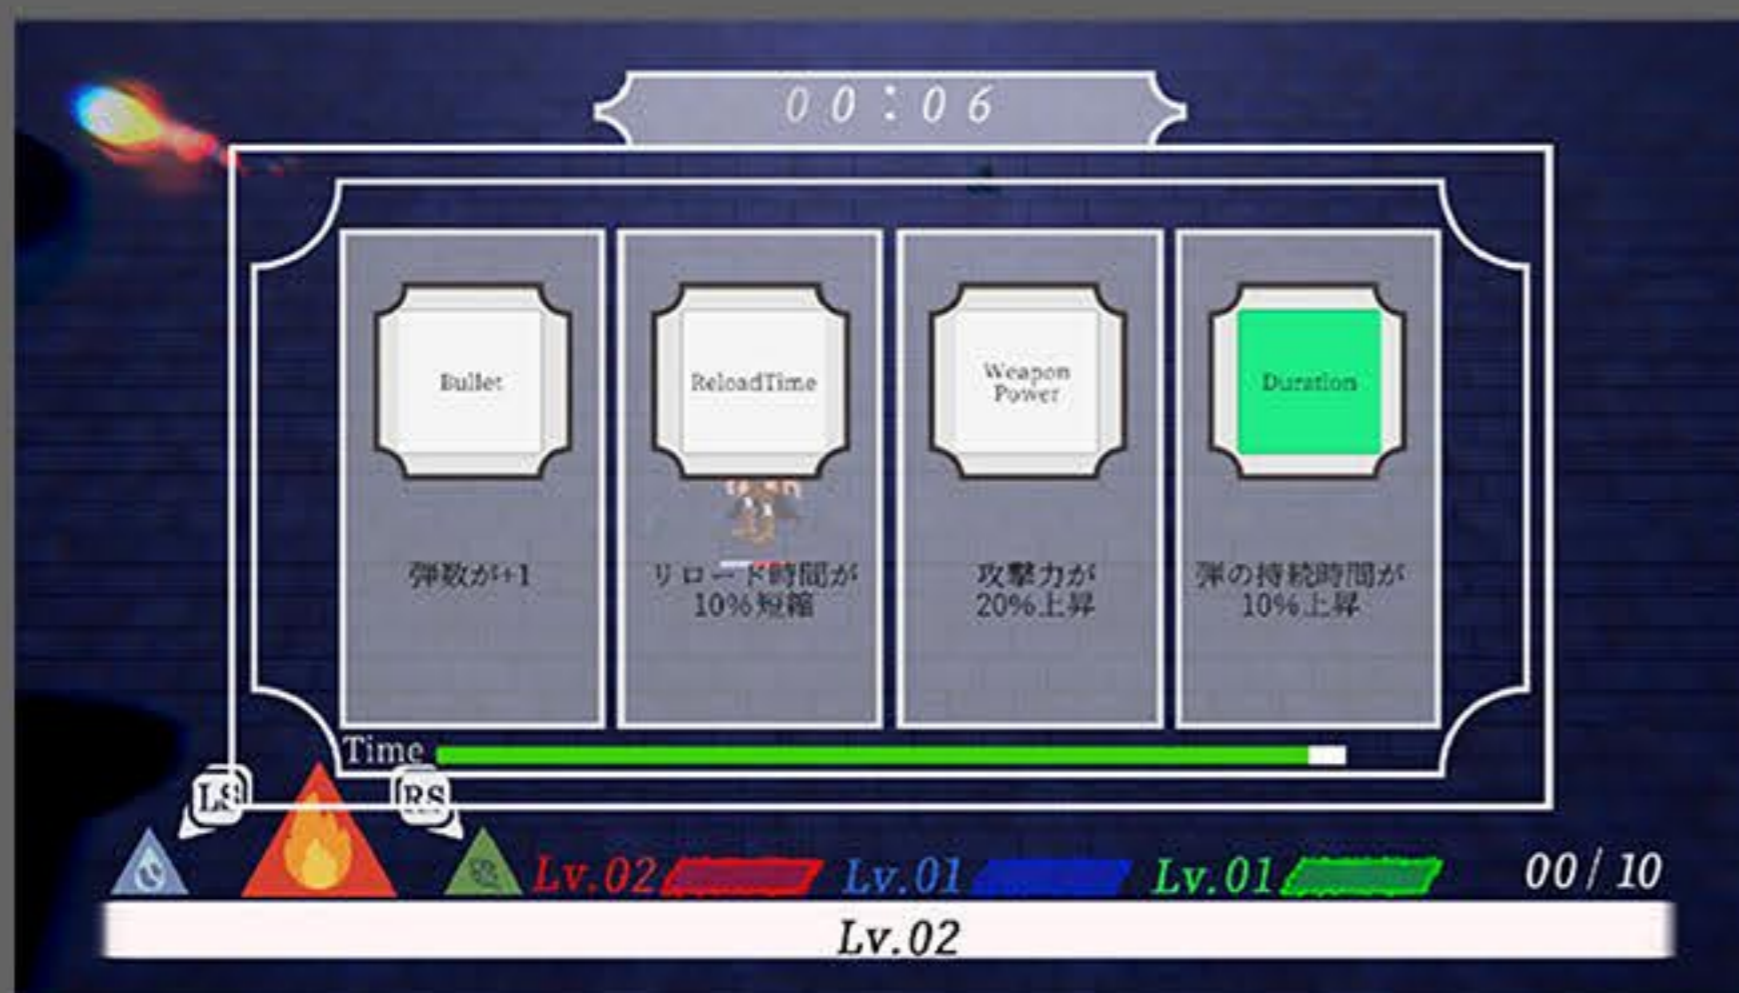 00:06
Bullet
ReloadTime
Weapon
Power
Duration
弾数が+1
リロード時間が
10%短縮
攻撃力が
20%上昇
弾の持続時間が
10%上昇
Time
LS
RS
Lv.02
Lv.01
Lv.01
00/10
Lv.02